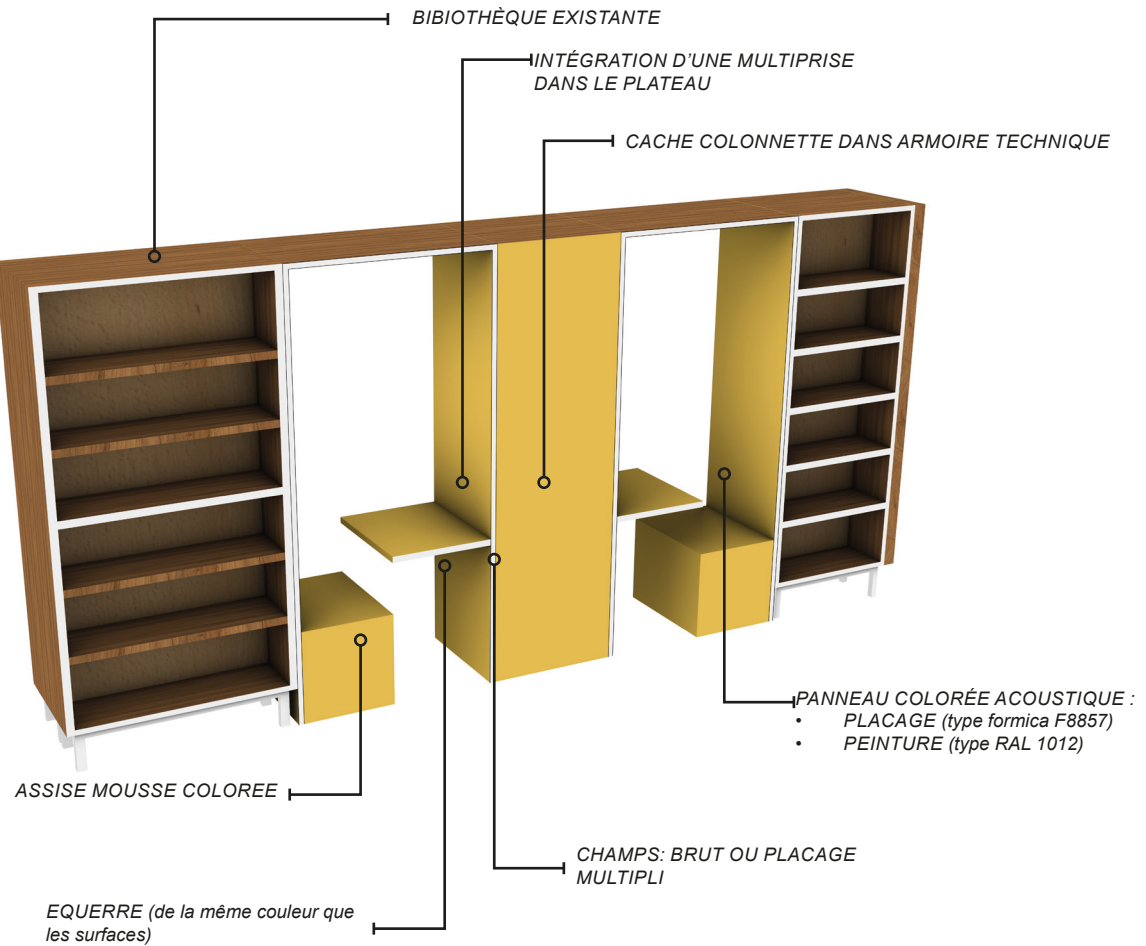 BIBIOTHÈQUE EXISTANTE
INTÉGRATION D'UNE MULTIPRISE
DANS LE PLATEAU
CACHE COLONNETTE DANS ARMOIRE TECHNIQUE
PANNEAU COLORÉE ACOUSTIQUE :
• PLACAGE (type formica F8857)
• PEINTURE (type RAL 1012)
ASSISE MOUSSE COLOREE
CHAMPS: BRUT OU PLACAGE
MULTIPLI
EQUERRE (de la même couleur que
les surfaces)